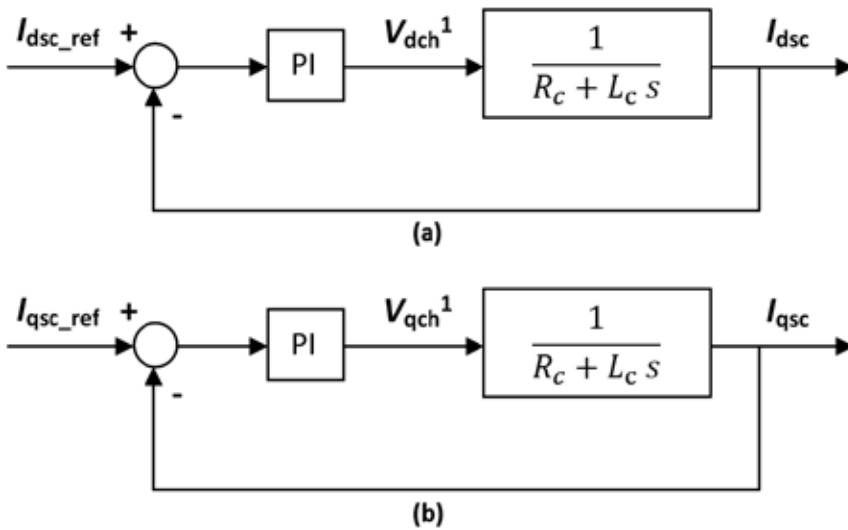 I_dsc_ref + PI V_dch^1 1 I_dsc
R_c + L_c s
-
(a)
I_qsc_ref + PI V_qch^1 1 I_qsc
R_c + L_c s
-
(b)